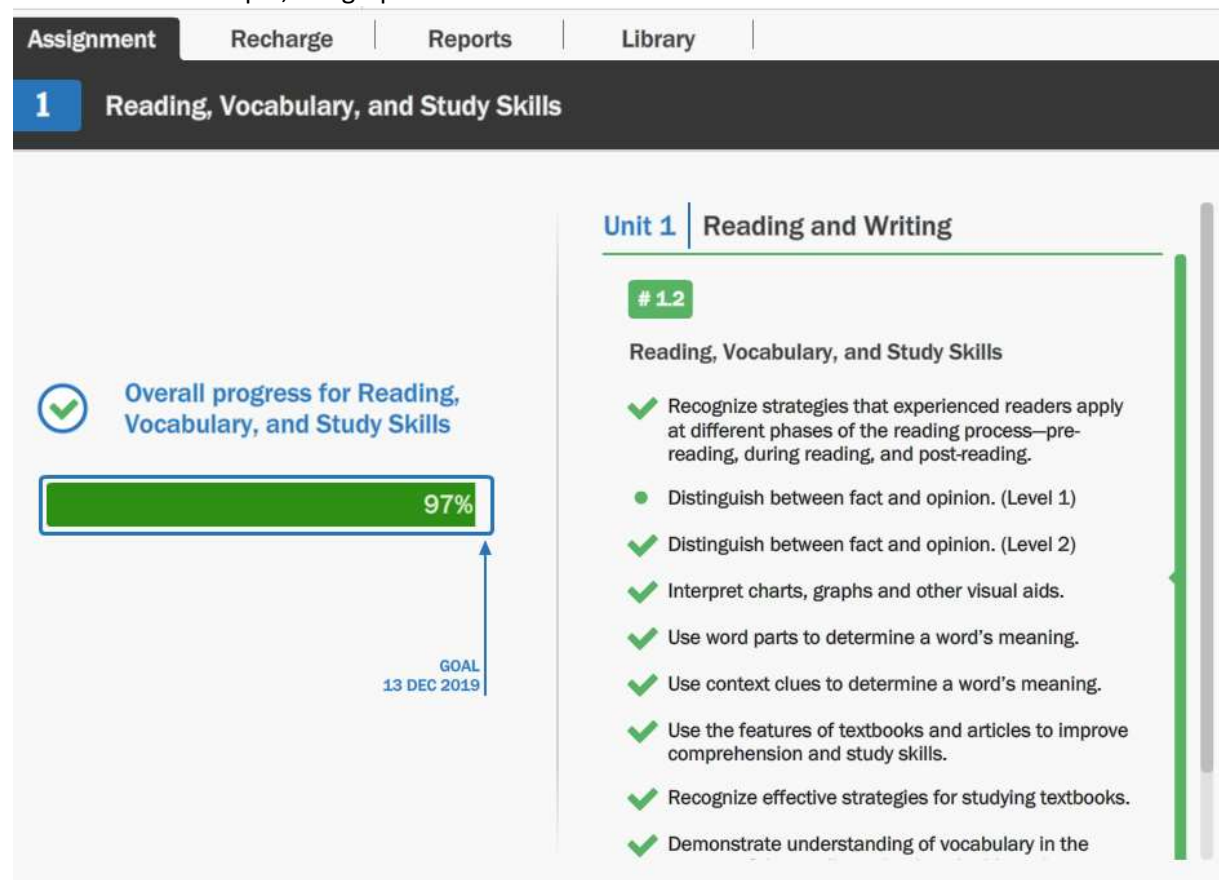 Assignment Recharge Reports Library
1 Reading, Vocabulary, and Study Skills
Overall progress for Reading,
Vocabulary, and Study Skills
97%
GOAL
13 DEC 2019
Unit 1 Reading and Writing
# 1.2
Reading, Vocabulary, and Study Skills
Recognize strategies that experienced readers apply
at different phases of the reading process—pre-
reading, during reading, and post-reading.
Distinguish between fact and opinion. (Level 1)
Distinguish between fact and opinion. (Level 2)
Interpret charts, graphs and other visual aids.
Use word parts to determine a word’s meaning.
Use context clues to determine a word’s meaning.
Use the features of textbooks and articles to improve
comprehension and study skills.
Recognize effective strategies for studying textbooks.
Demonstrate understanding of vocabulary in the